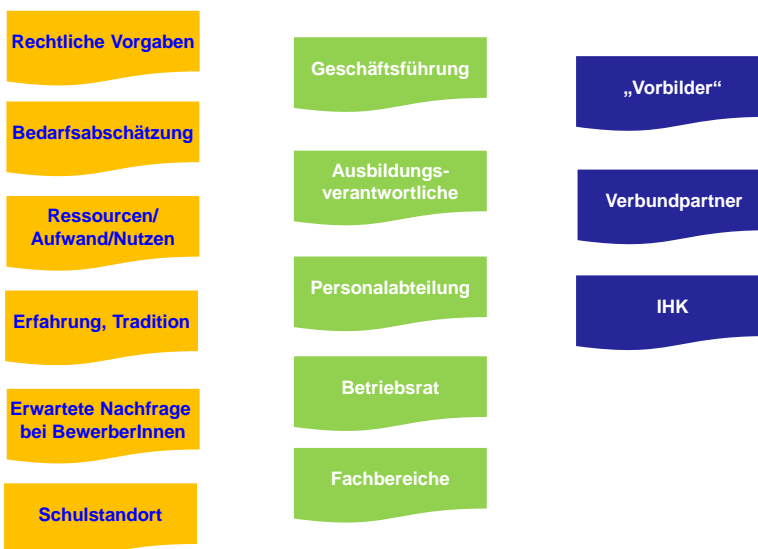 Rechtliche Vorgaben
Bedarfsabschätzung
Ressourcen/
Aufwand/Nutzen
Erfahrung, Tradition
Erwartete Nachfrage
bei BewerberInnen
Schulstandort
Geschäftsführung
Ausbildungs-
verantwortliche
Personalabteilung
Betriebsrat
Fachbereiche
„Vorbilder“
Verbundpartner
IHK